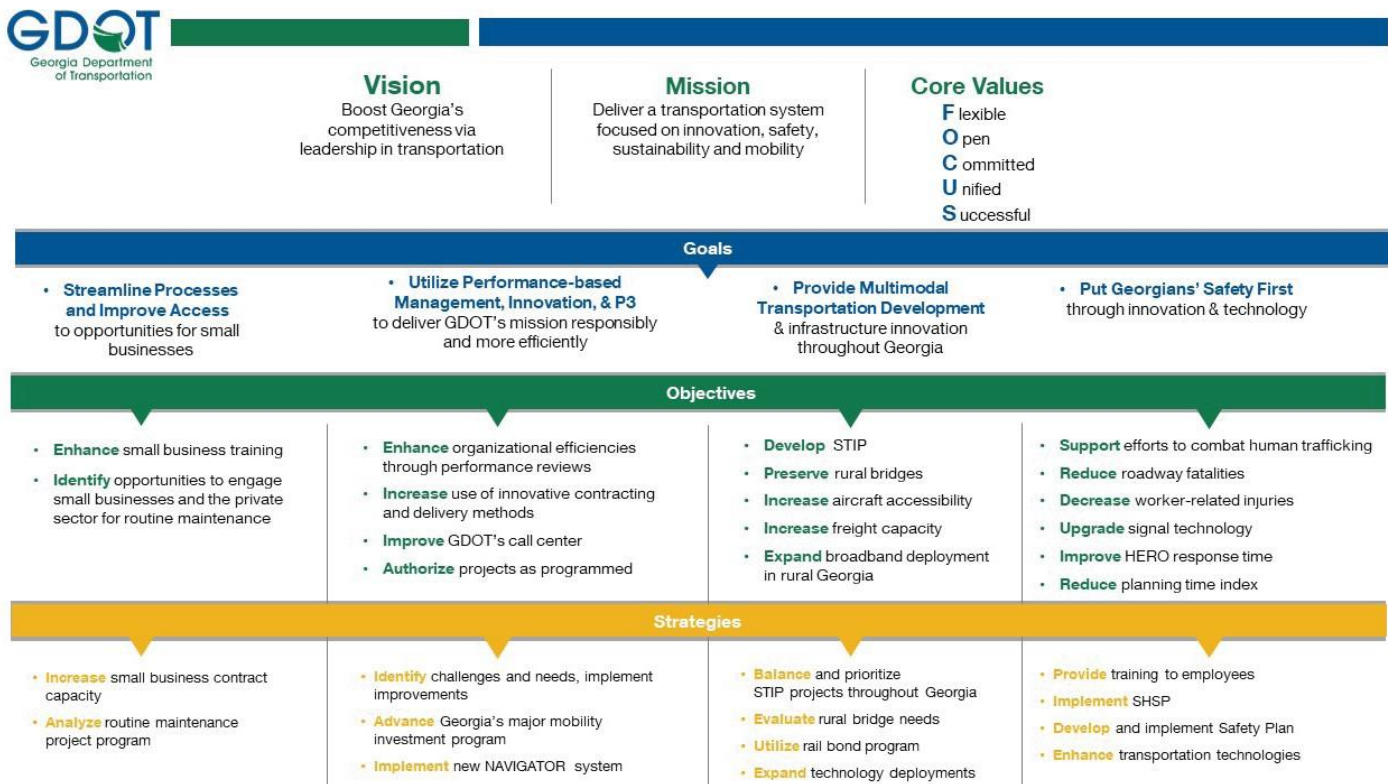 GDOT
Georgia Department
of Transportation
Vision
Boost Georgia's
competitiveness via
leadership in transportation
Mission
Deliver a transportation system
focused on innovation, safety,
sustainability and mobility
Core Values
F lexible
O pen
C ommitted
U nified
S uccessful
Goals
• Streamline Processes
and Improve Access
to opportunities for small
businesses
• Utilize Performance-based
Management, Innovation, & P3
to deliver GDOT's mission responsibly
and more efficiently
• Provide Multimodal
Transportation Development
& infrastructure innovation
throughout Georgia
• Put Georgians' Safety First
through innovation & technology
Objectives
• Enhance small business training
• Identify opportunities to engage
small businesses and the private
sector for routine maintenance
• Enhance organizational efficiencies
through performance reviews
• Increase use of innovative contracting
and delivery methods
• Improve GDOT's call center
• Authorize projects as programmed
• Develop STIP
• Preserve rural bridges
• Increase aircraft accessibility
• Increase freight capacity
• Expand broadband deployment
in rural Georgia
• Support efforts to combat human trafficking
• Reduce roadway fatalities
• Decrease worker-related injuries
• Upgrade signal technology
• Improve HERO response time
• Reduce planning time index
Strategies
• Increase small business contract
capacity
• Analyze routine maintenance
project program
• Identify challenges and needs, implement
improvements
• Advance Georgia's major mobility
investment program
• Implement new NAVIGATOR system
• Balance and prioritize
STIP projects throughout Georgia
• Evaluate rural bridge needs
• Utilize rail bond program
• Expand technology deployments
• Provide training to employees
• Implement SHSP
• Develop and implement Safety Plan
• Enhance transportation technologies